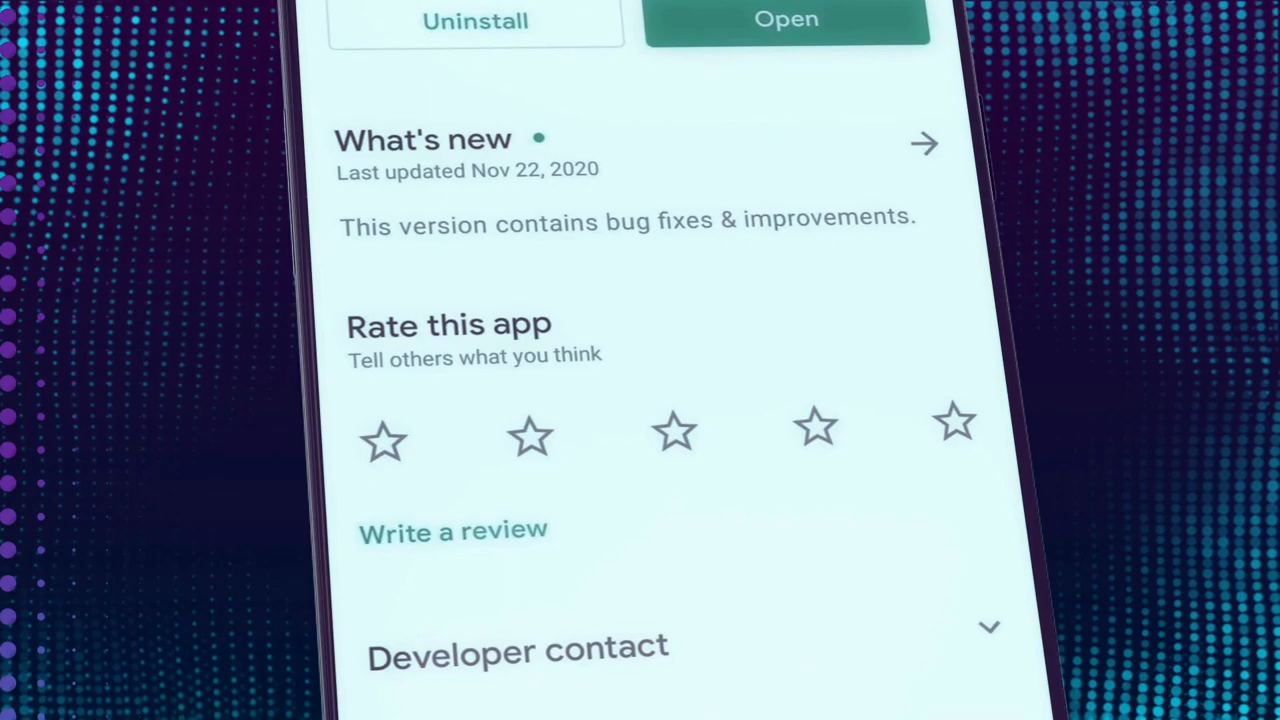 Uninstall
Open
What's new
Last updated Nov 22, 2020
This version contains bug fixes & improvements.
Rate this app
Tell others what you think
Write a review
Developer contact